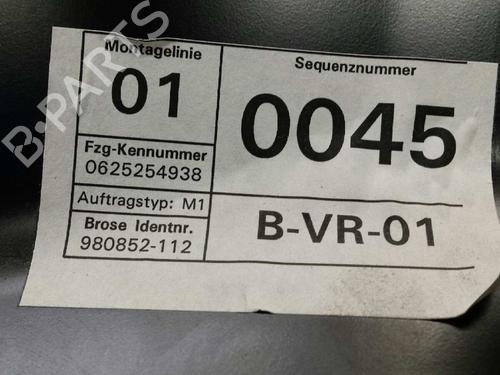 Montagelinie
01
Sequenznummer
0045
Fzg-Kennummer
0625254938
Auftragstyp: M1
Brose Identnr.
980852-112
B-VR-01
B-PARTS